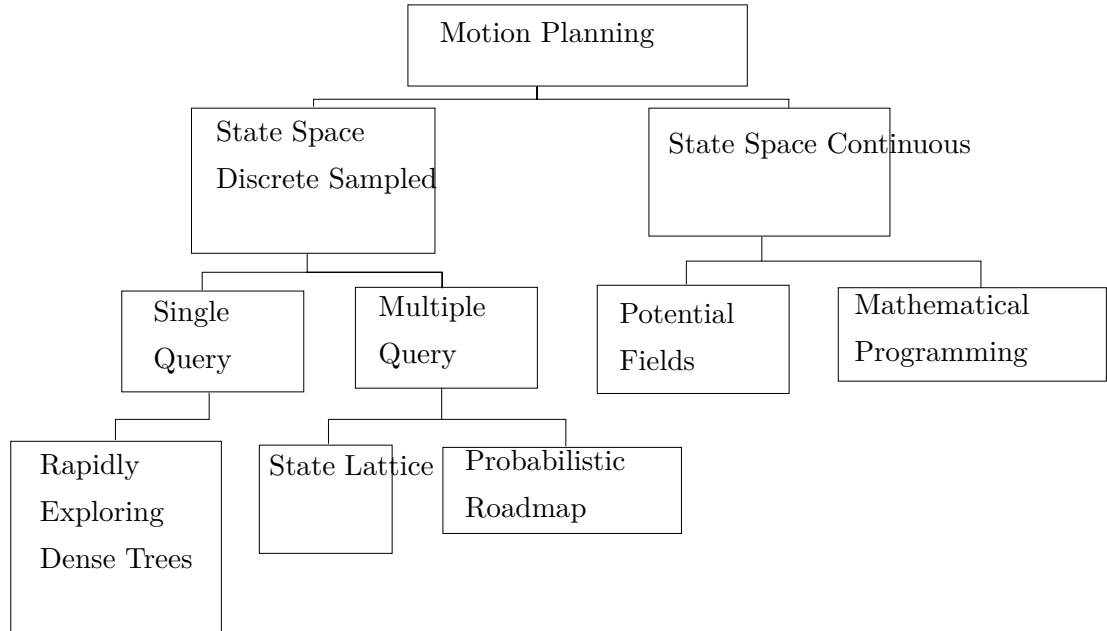 Motion Planning
State Space
Discrete Sampled
State Space Continuous
Single
Query
Multiple
Query
Potential
Fields
Mathematical
Programming
Rapidly
Exploring
Dense Trees
State Lattice
Probabilistic
Roadmap